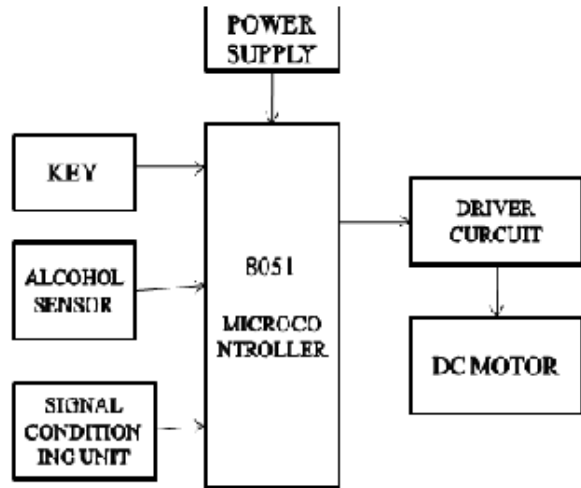 POWER
SUPPLY
KEY
ALCOHOL
SENSOR
SIGNAL
CONDITION
ING UNIT
8051
MICROCO
NTROLLER
DRIVER
CURCUIT
DC MOTOR